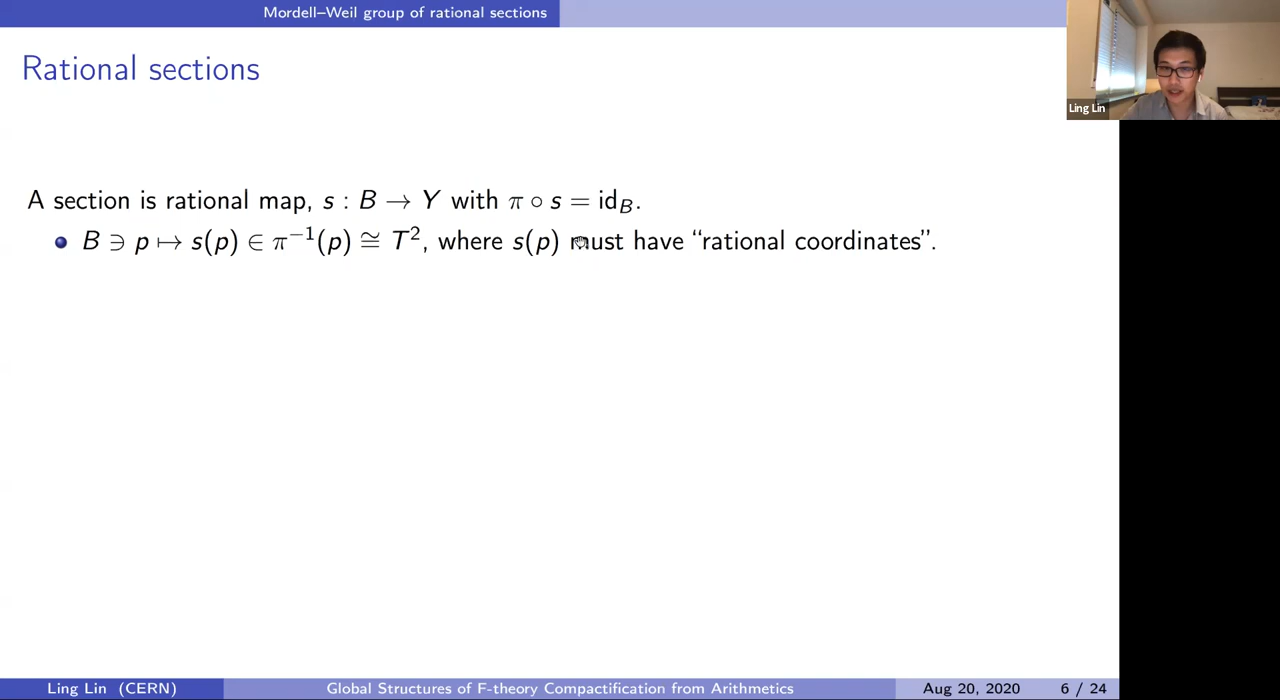 Mordell–Weil group of rational sections
Rational sections
Ling Lin
A section is rational map, s : B → Y with π ∘ s = id_B.
B ∋ p ↦ s(p) ∈ π⁻¹(p) ≅ T², where s(p) must have “rational coordinates”.
Ling Lin (CERN) Global Structures of F-theory Compactification from Arithmetics Aug 20, 2020 6 / 24